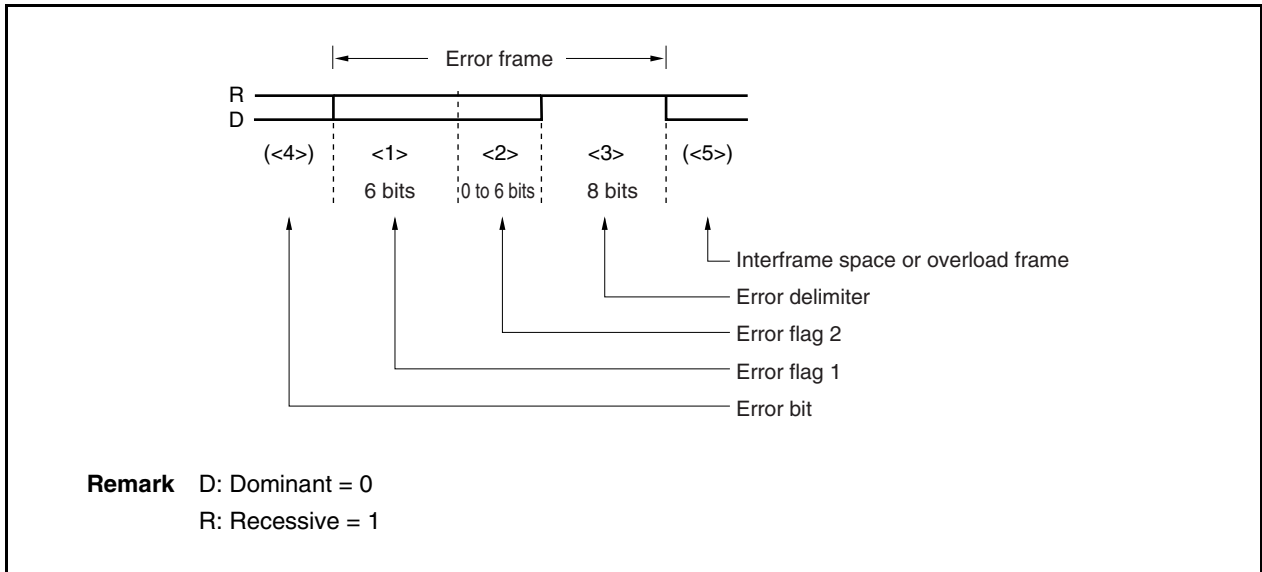 Error frame
R
D
(<4>) <1> <2> <3> (<5>)
6 bits 0 to 6 bits 8 bits
Interframe space or overload frame
Error delimiter
Error flag 2
Error flag 1
Error bit
Remark D: Dominant = 0
R: Recessive = 1